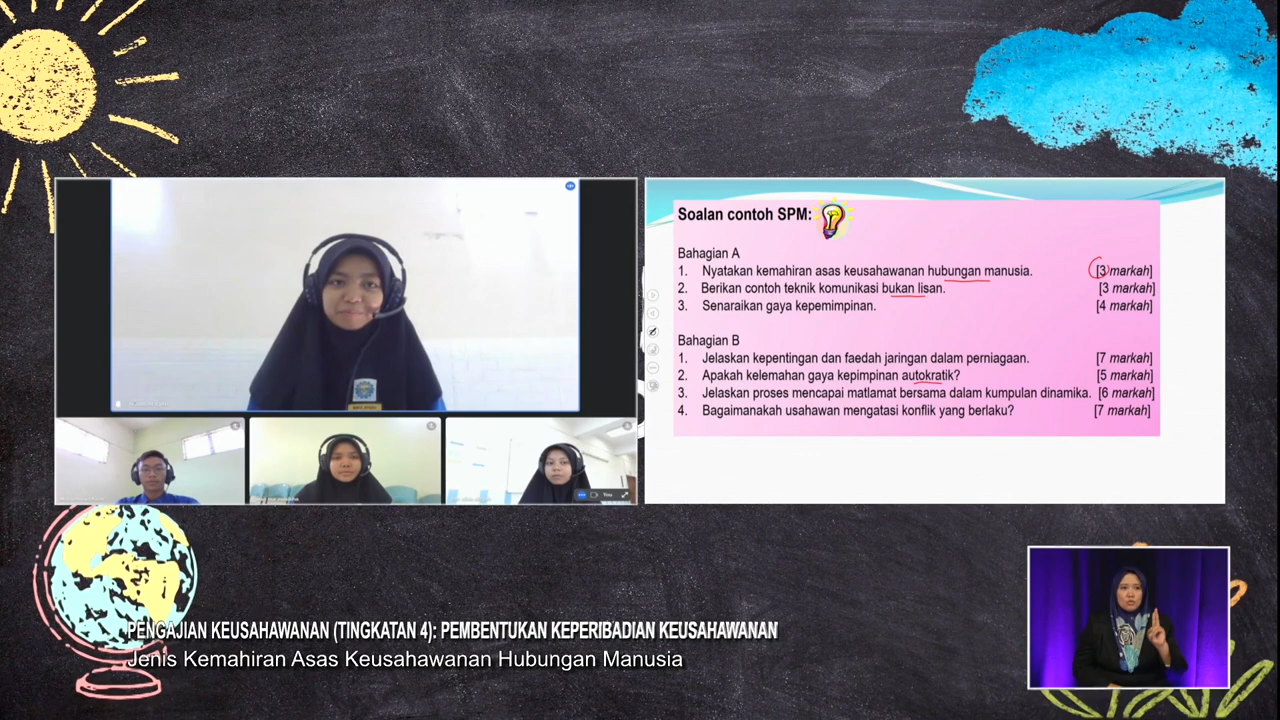 Soalan contoh SPM:
Bahagian A
1. Nyatakan kemahiran asas keusahawanan hubungan manusia. [3 markah]
2. Berikan contoh teknik komunikasi bukan lisan. [3 markah]
3. Senaraikan gaya kepemimpinan. [4 markah]
Bahagian B
1. Jelaskan kepentingan dan faedah jaringan dalam perniagaan. [7 markah]
2. Apakah kelemahan gaya kepimpinan autokratik? [5 markah]
3. Jelaskan proses mencapai matlamat bersama dalam kumpulan dinamika. [6 markah]
4. Bagaimanakah usahawan mengatasi konflik yang berlaku? [7 markah]
You
PENGAJIAN KEUSAHAWANAN (TINGKATAN 4): PEMBENTUKAN KEPERIBADIAN KEUSAHAWANAN
Jenis Kemahiran Asas Keusahawanan Hubungan Manusia